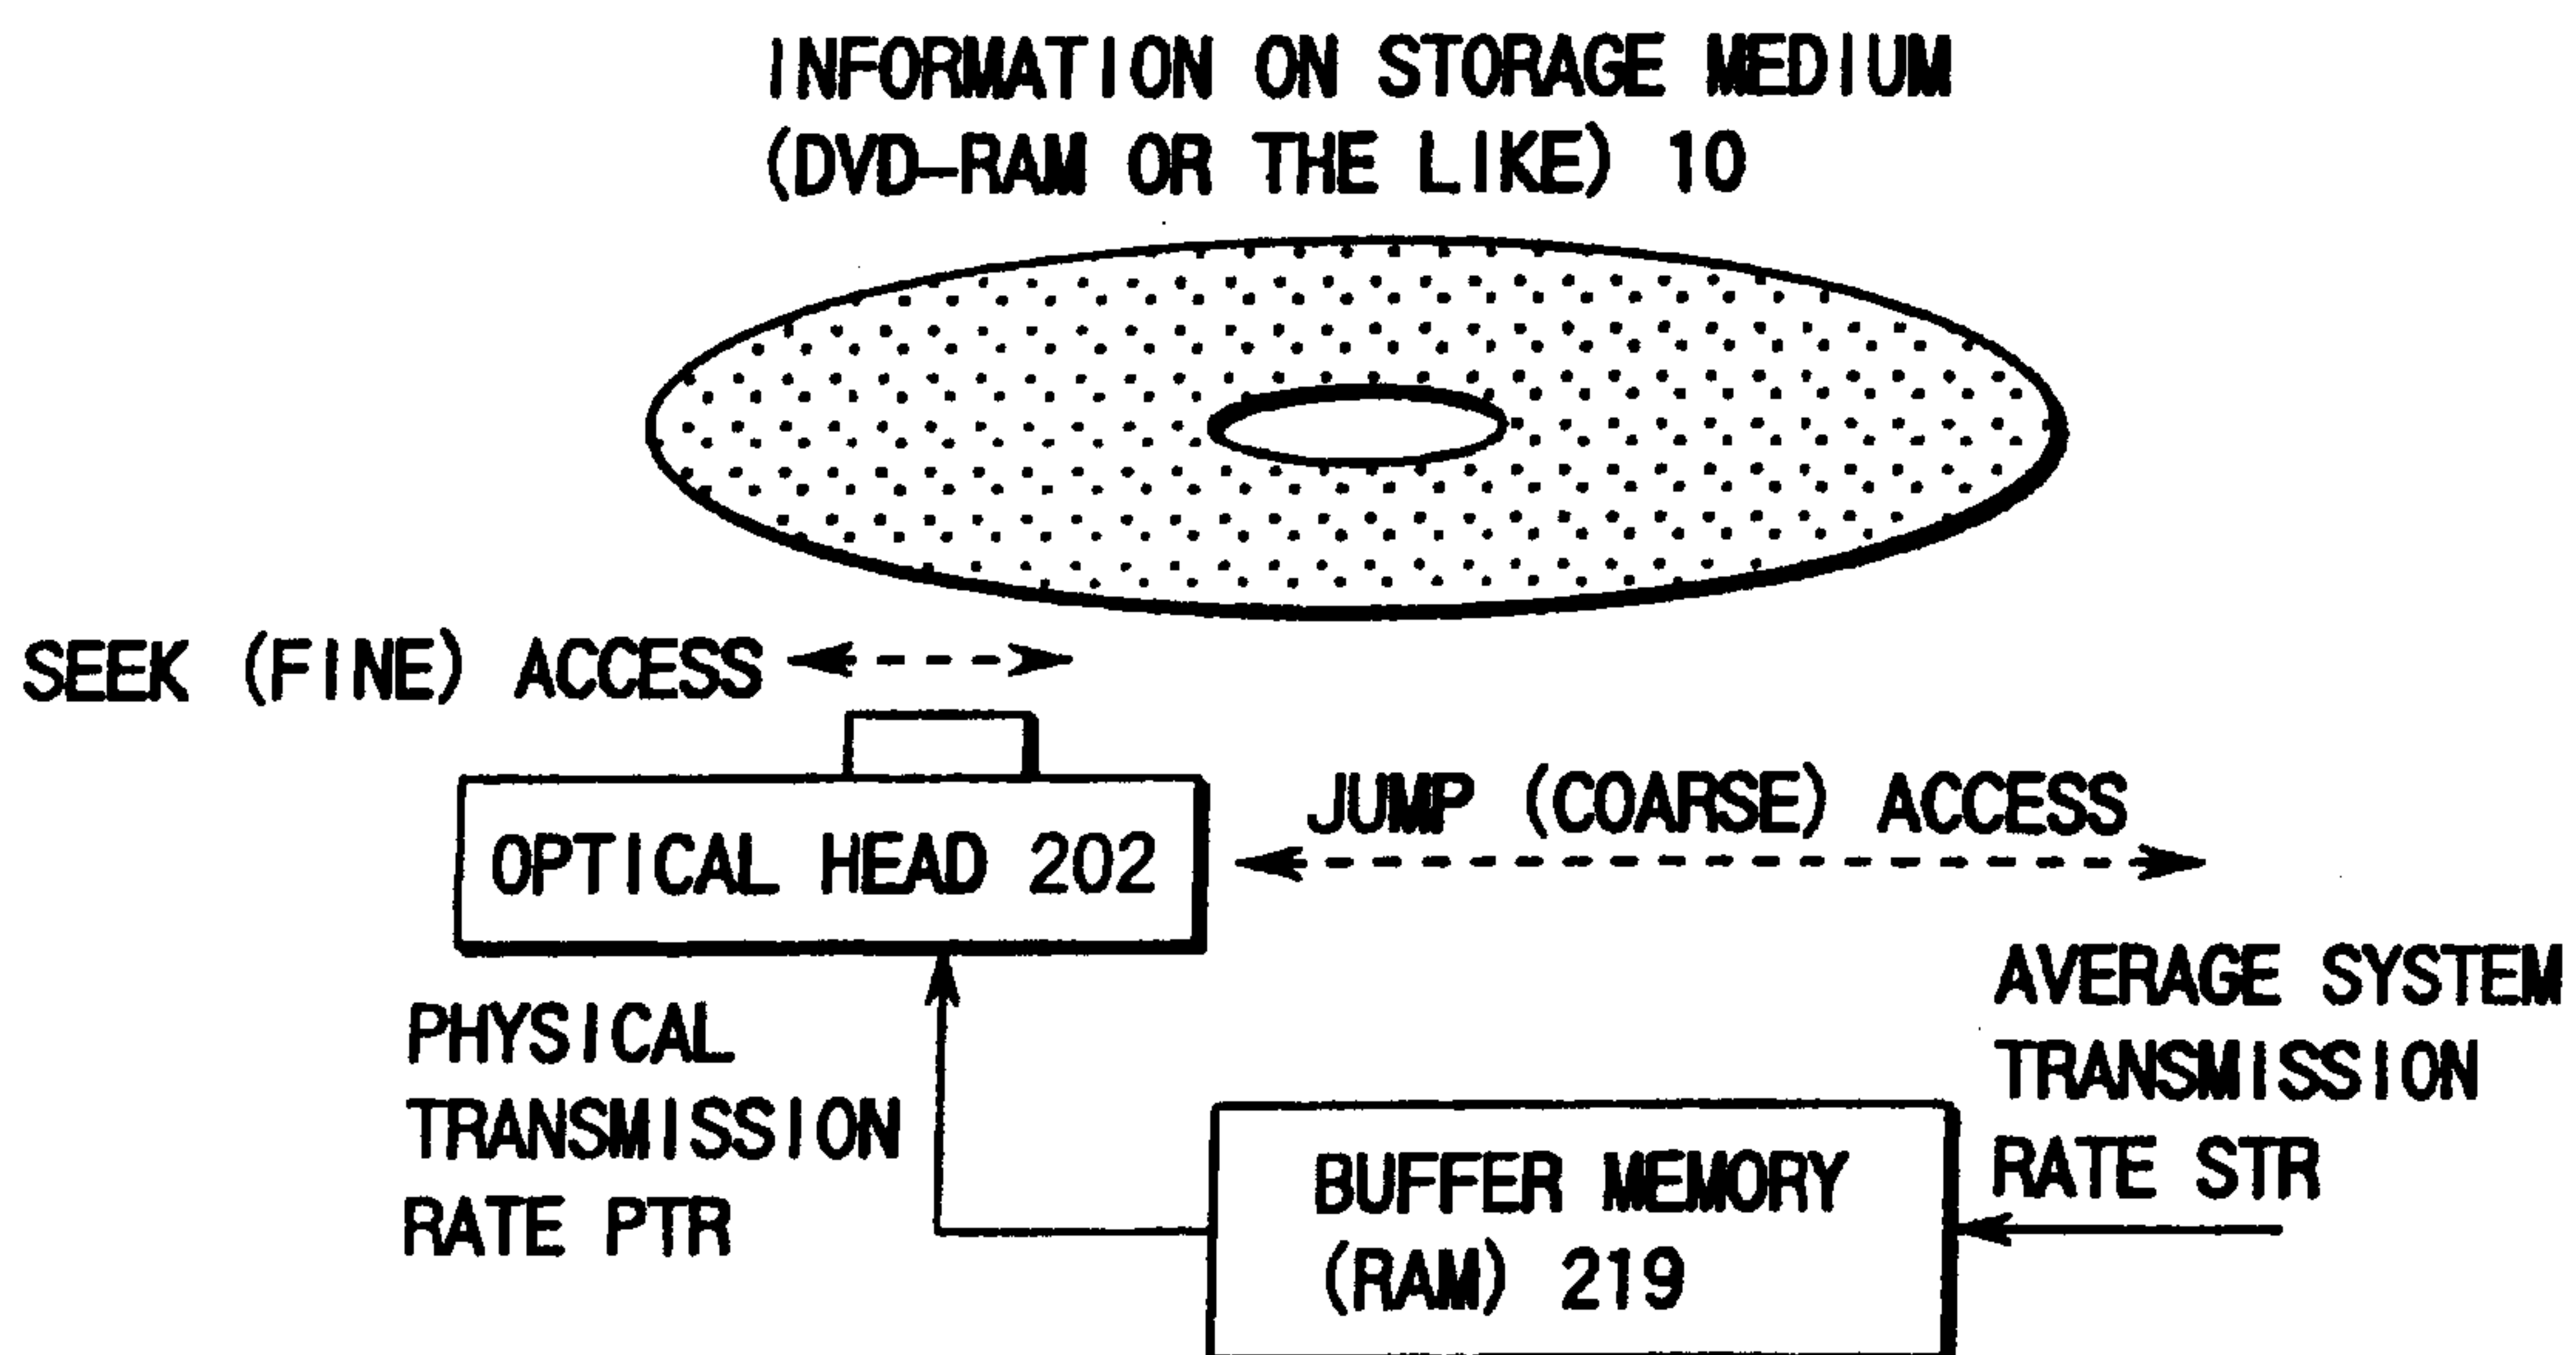 INFORMATION ON STORAGE MEDIUM
(DVD-RAM OR THE LIKE) 10
SEEK (FINE) ACCESS
OPTICAL HEAD 202
JUMP (COARSE) ACCESS
PHYSICAL
TRANSMISSION
RATE PTR
AVERAGE SYSTEM
TRANSMISSION
RATE STR
BUFFER MEMORY
(RAM) 219